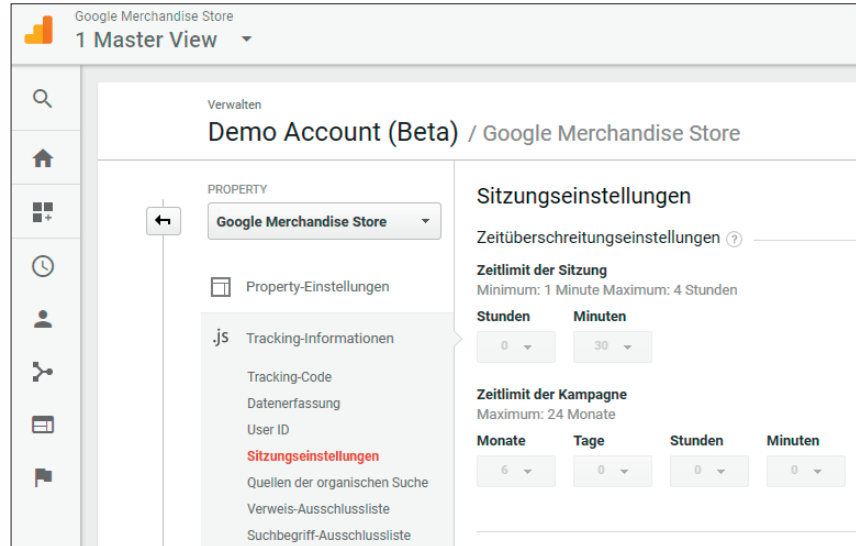 Google Merchandise Store
1 Master View
Verwalten
Demo Account (Beta) / Google Merchandise Store
PROPERTY
Google Merchandise Store
Property-Einstellungen
.js Tracking-Informationen
Tracking-Code
Datenerfassung
User ID
Sitzungseinstellungen
Quellen der organischen Suche
Verweis-Ausschlussliste
Suchbegriff-Ausschlussliste
Sitzungseinstellungen
Zeitüberschreitungseinstellungen ?
Zeitlimit der Sitzung
Minimum: 1 Minute Maximum: 4 Stunden
Stunden Minuten
0 30
Zeitlimit der Kampagne
Maximum: 24 Monate
Monate Tage Stunden Minuten
6 0 0 0